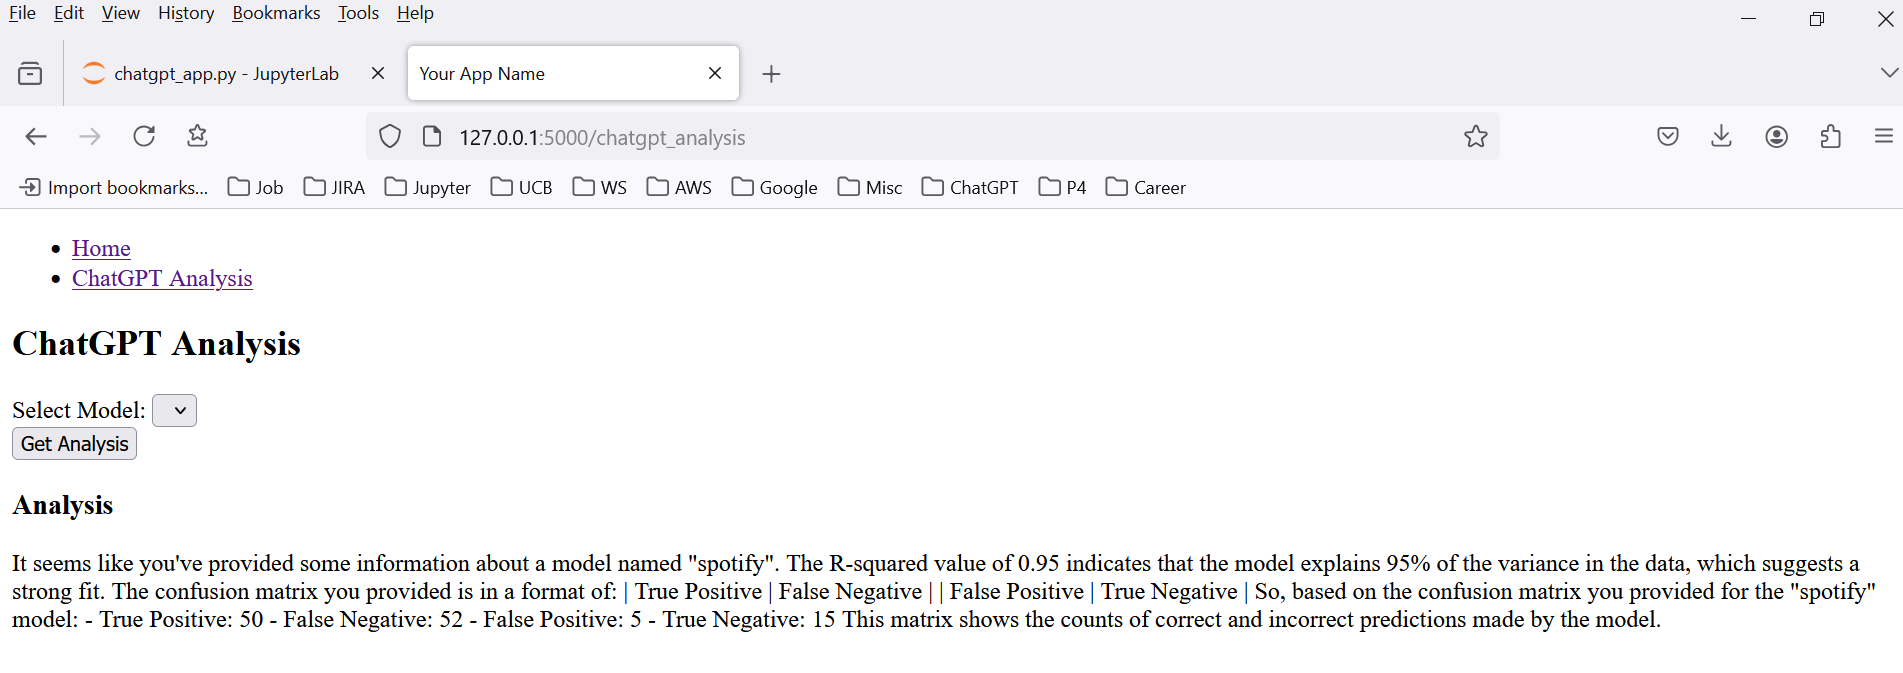 File Edit View History Bookmarks Tools Help
chatgpt_app.py - JupyterLab
Your App Name
127.0.0.1:5000/chatgpt_analysis
Import bookmarks... Job JIRA Jupyter UCB WS AWS Google Misc ChatGPT P4 Career
Home
ChatGPT Analysis
ChatGPT Analysis
Select Model:
Get Analysis
Analysis
It seems like you've provided some information about a model named "spotify". The R-squared value of 0.95 indicates that the model explains 95% of the variance in the data, which suggests a
strong fit. The confusion matrix you provided is in a format of: | True Positive | False Negative | | False Positive | True Negative | So, based on the confusion matrix you provided for the "spotify"
model: - True Positive: 50 - False Negative: 52 - False Positive: 5 - True Negative: 15 This matrix shows the counts of correct and incorrect predictions made by the model.